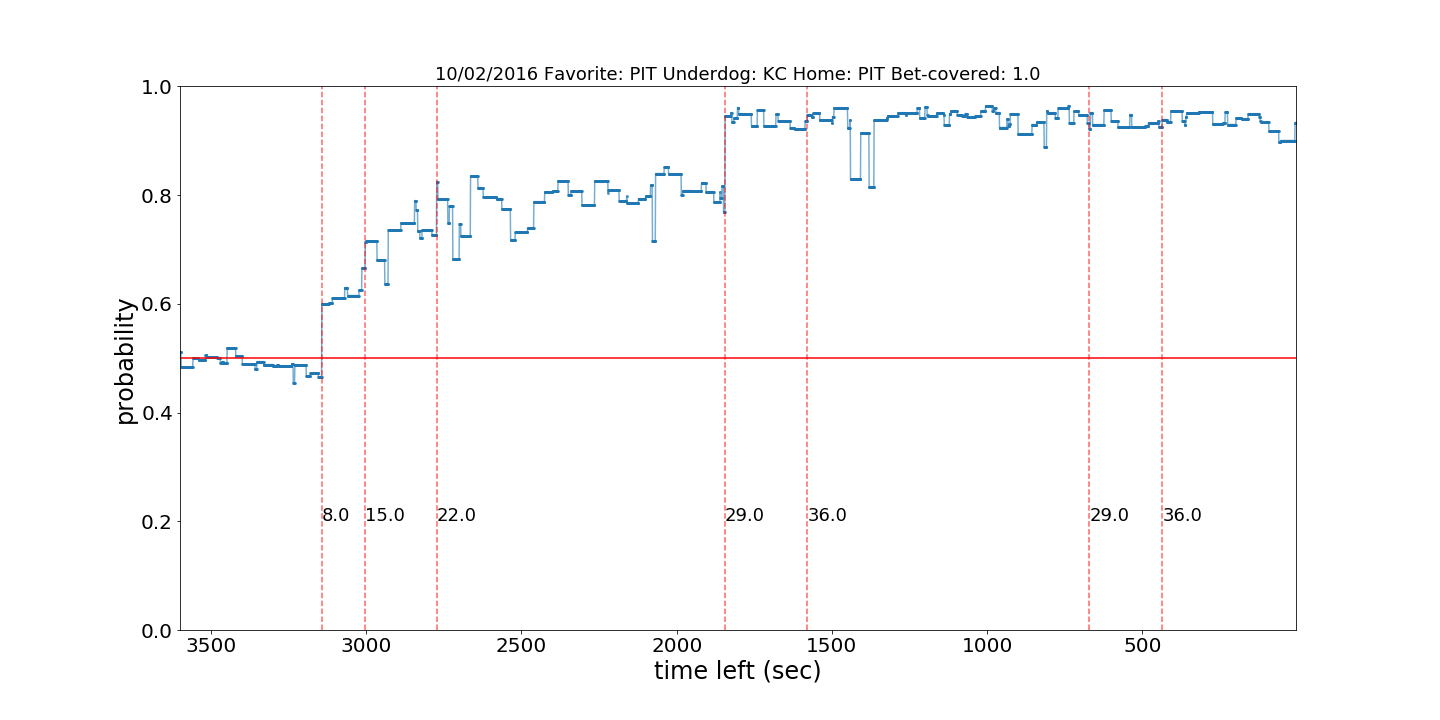 10/02/2016 Favorite: PIT Underdog: KC Home: PIT Bet-covered: 1.0
1.0
0.8
0.6
0.4
0.2
0.0
probability
8.0 15.0 22.0 29.0 36.0 29.0 36.0
3500 3000 2500 2000 1500 1000 500
time left (sec)